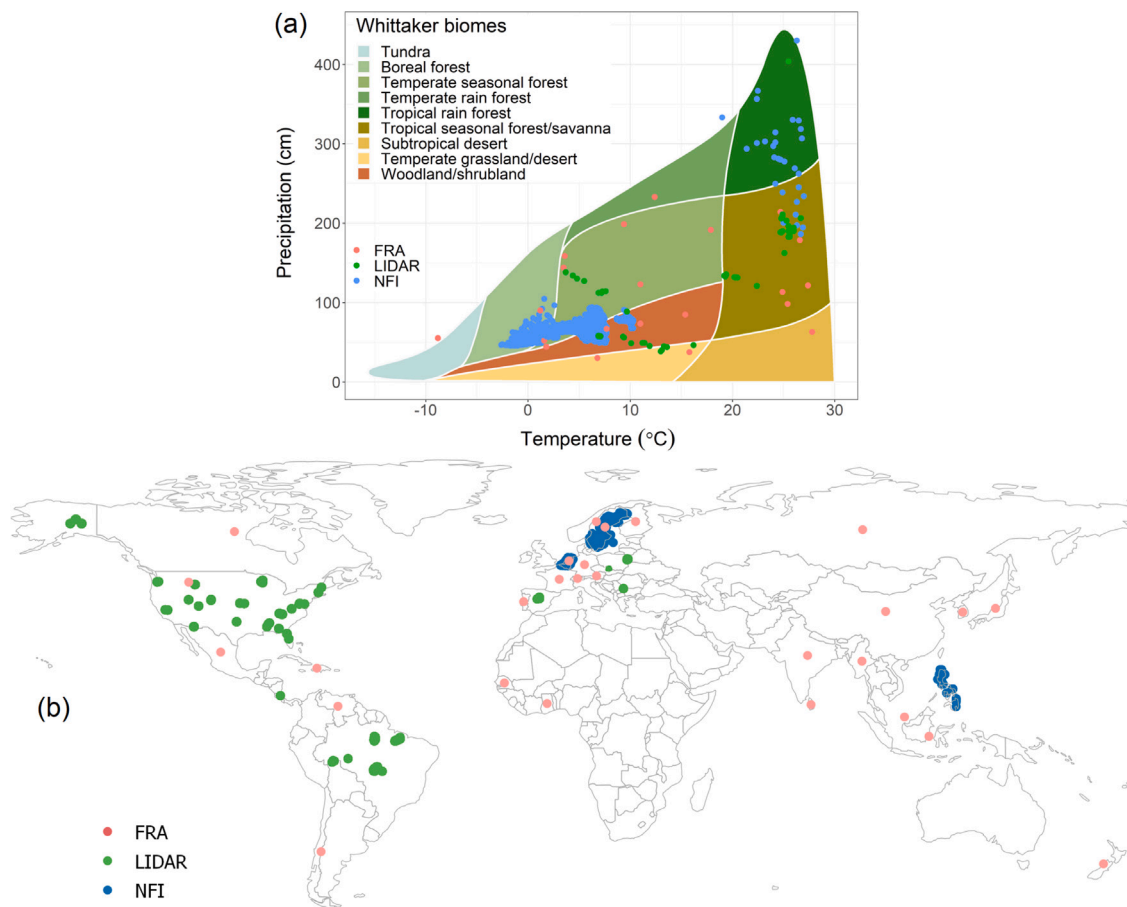 (a)
Whittaker biomes
Tundra
Boreal forest
Temperate seasonal forest
Temperate rain forest
Tropical rain forest
Tropical seasonal forest/savanna
Subtropical desert
Temperate grassland/desert
Woodland/shrubland
FRA
LIDAR
NFI
Precipitation (cm)
400
300
200
100
0
-10
0
10
20
30
Temperature (°C)
(b)
FRA
LIDAR
NFI